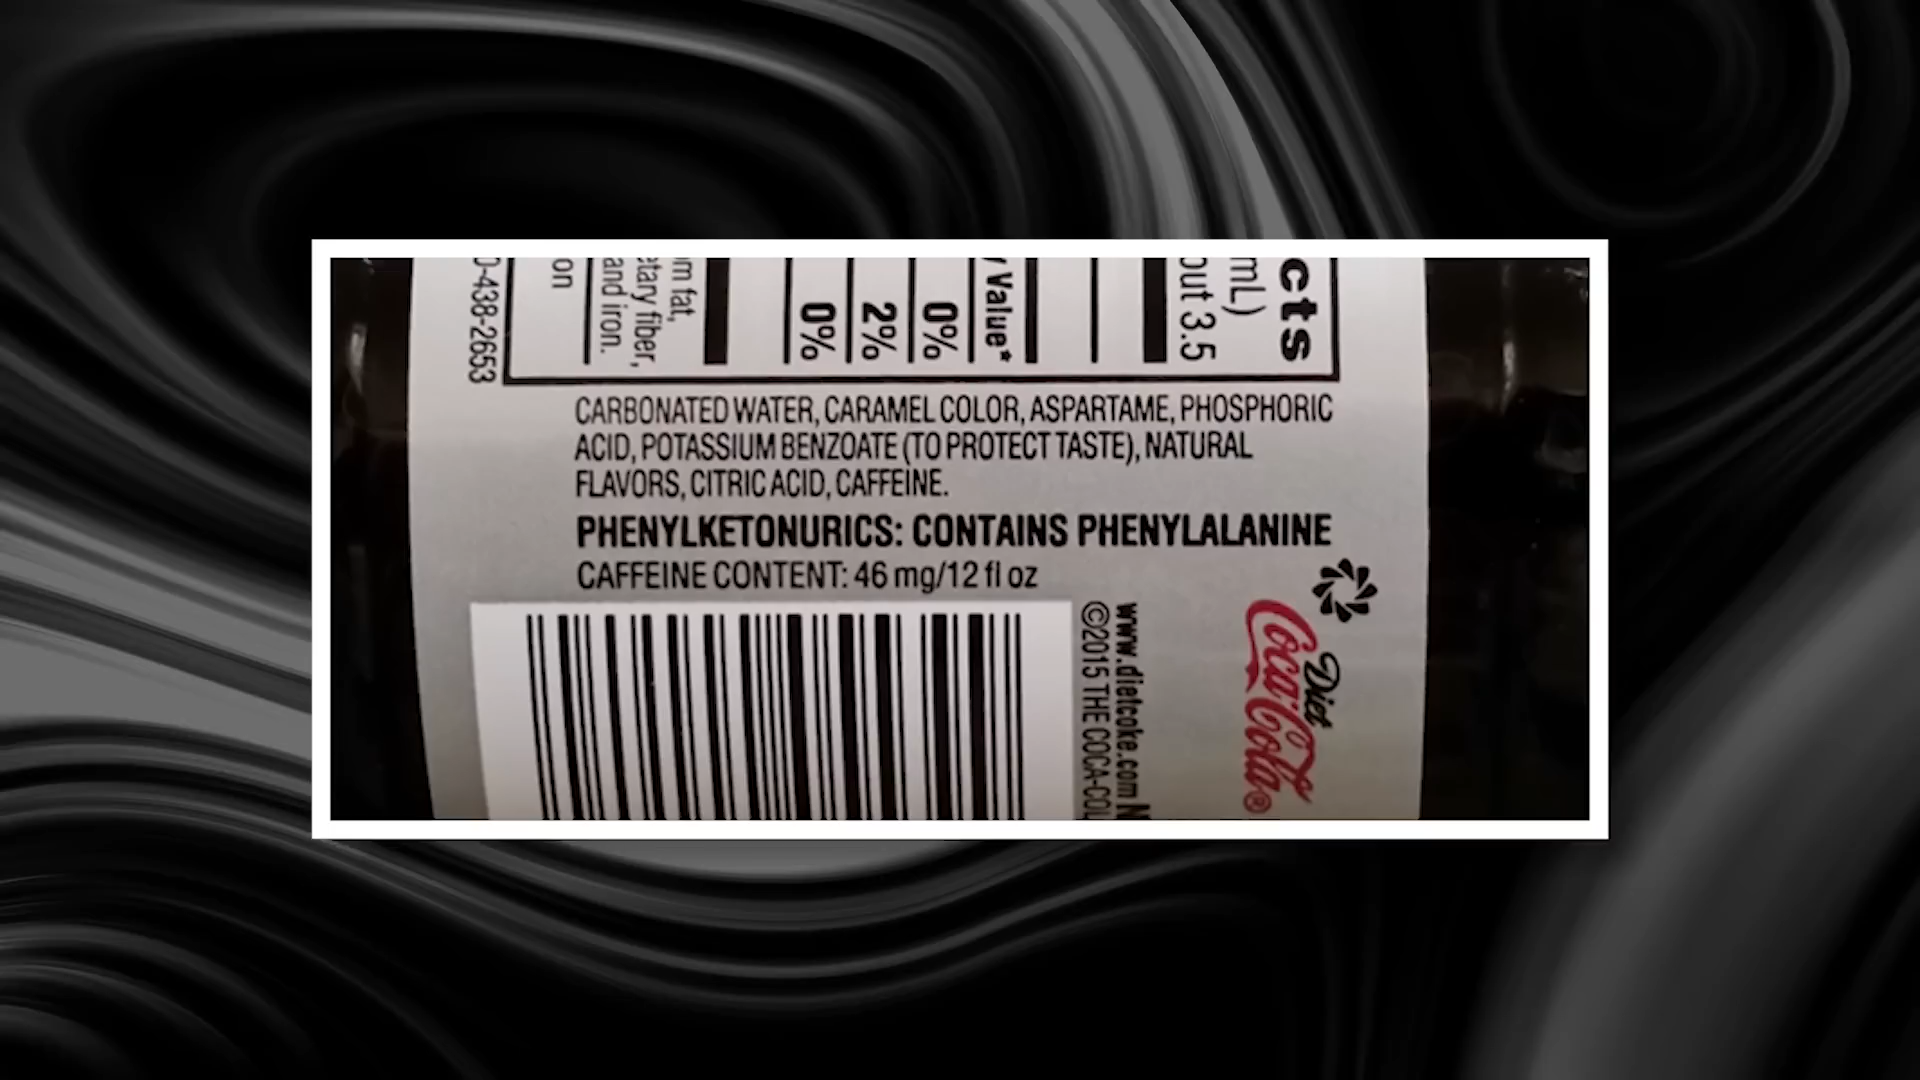 cts
mL)
out 3.5
Value*
0%
2%
0%
m fat,
etary fiber,
and iron.
on
0-438-2653
CARBONATED WATER, CARAMEL COLOR, ASPARTAME, PHOSPHORIC
ACID, POTASSIUM BENZOATE (TO PROTECT TASTE), NATURAL
FLAVORS, CITRIC ACID, CAFFEINE.
PHENYLKETONURICS: CONTAINS PHENYLALANINE
CAFFEINE CONTENT: 46 mg/12 fl oz
www.dietcoke.com N
©2015 THE COCA-COL
Diet
Coca-Cola®